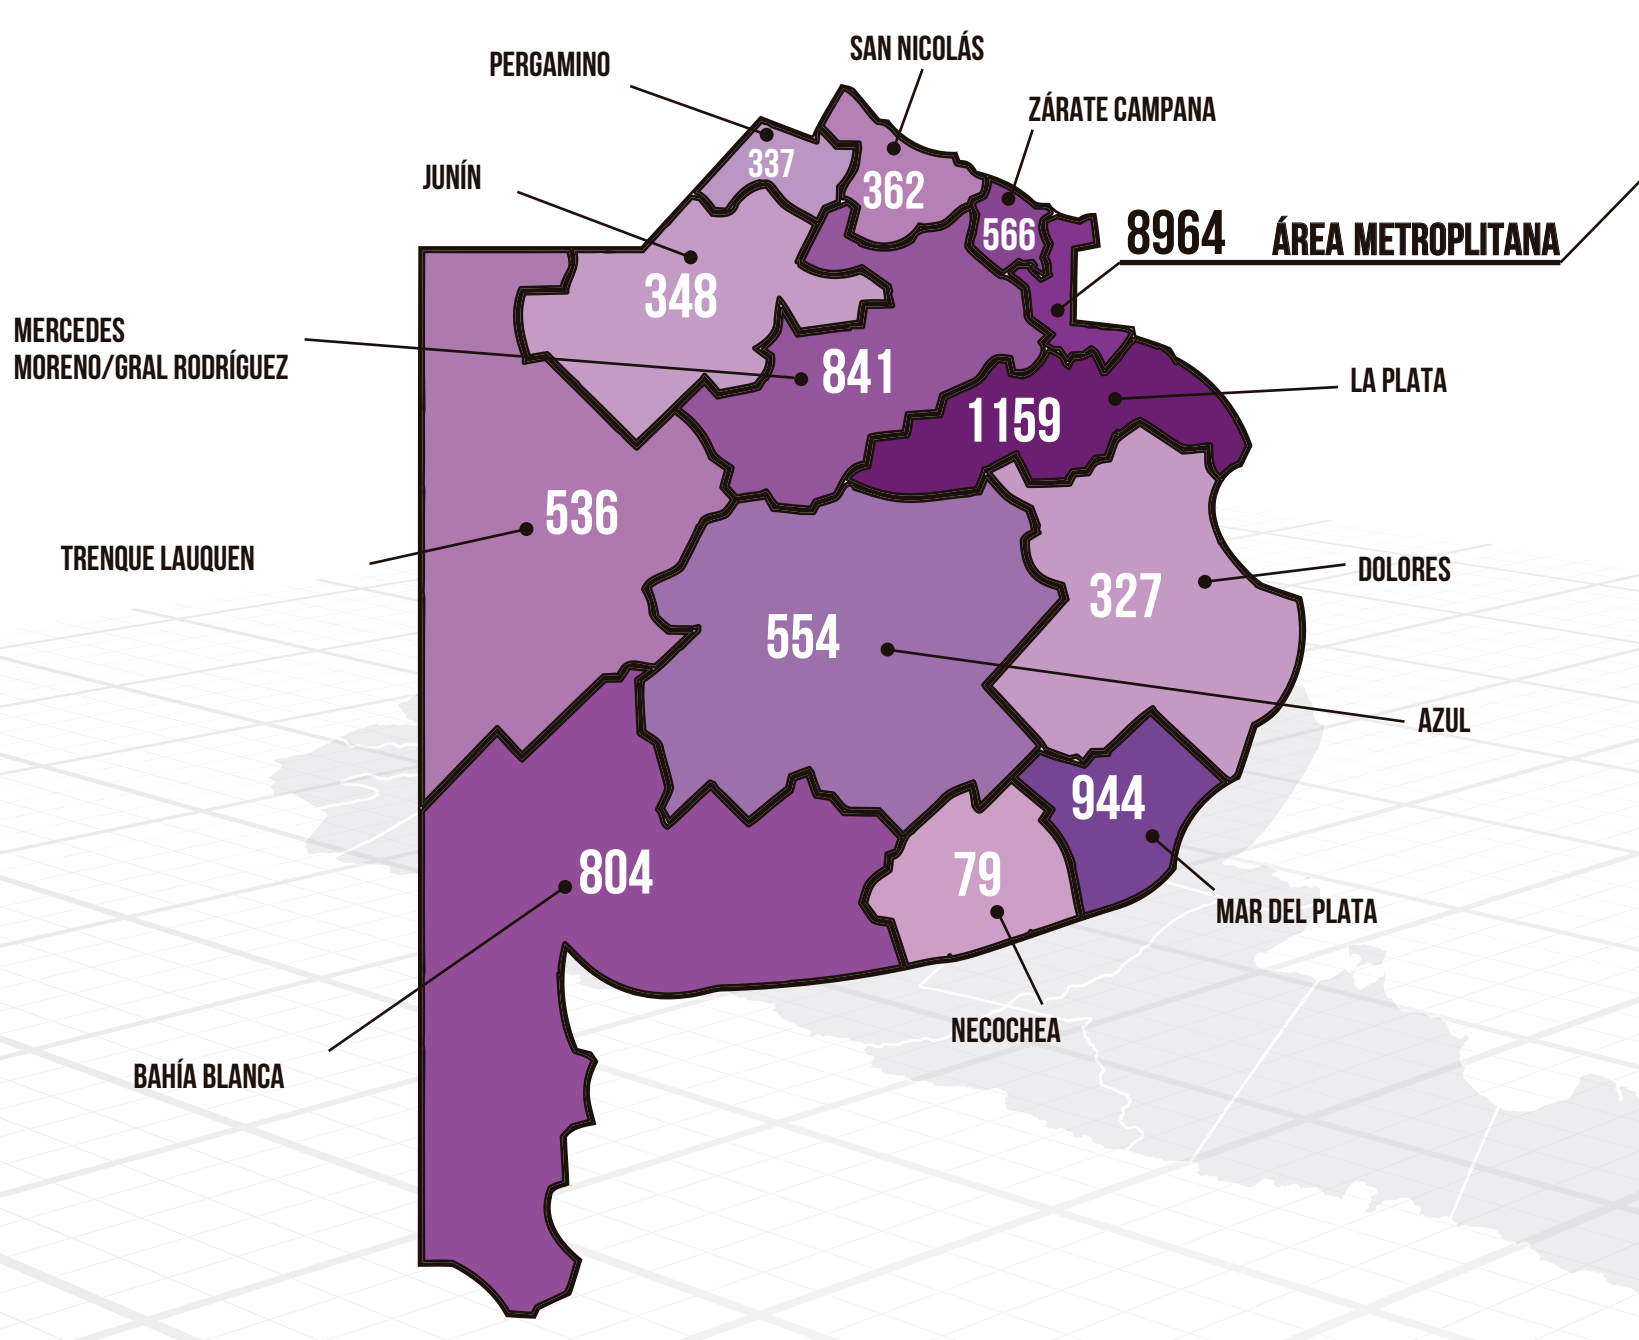 SAN NICOLÁS
PERGAMINO
ZÁRATE CAMPANA
337
JUNÍN
362
566
8964 ÁREA METROPLITANA
348
MERCEDES
MORENO/GRAL RODRÍGUEZ
841
LA PLATA
1159
536
TRENQUE LAUQUEN
DOLORES
327
554
AZUL
944
804
79
MAR DEL PLATA
NECOCHEA
BAHÍA BLANCA